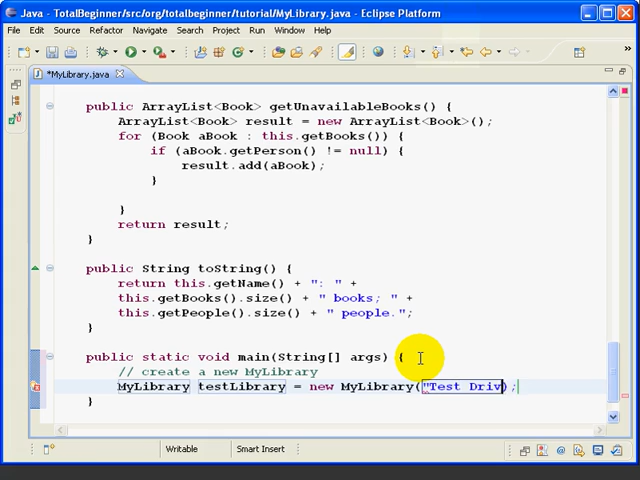 Java - TotalBeginner/src/org/totalbeginner/tutorial/MyLibrary.java - Eclipse Platform
File Edit Source Refactor Navigate Search Project Run Window Help
*MyLibrary.java
public ArrayList<Book> getUnavailableBooks() {
ArrayList<Book> result = new ArrayList<Book>();
for (Book aBook : this.getBooks()) {
if (aBook.getPerson() != null) {
result.add(aBook);
}
}
return result;
}
public String toString() {
return this.getName() + ": " +
this.getBooks().size() + " books; " +
this.getPeople().size() + " people.";
}
public static void main(String[] args) {
// create a new MyLibrary
MyLibrary testLibrary = new MyLibrary("Test Driv);
}
Writable Smart Insert